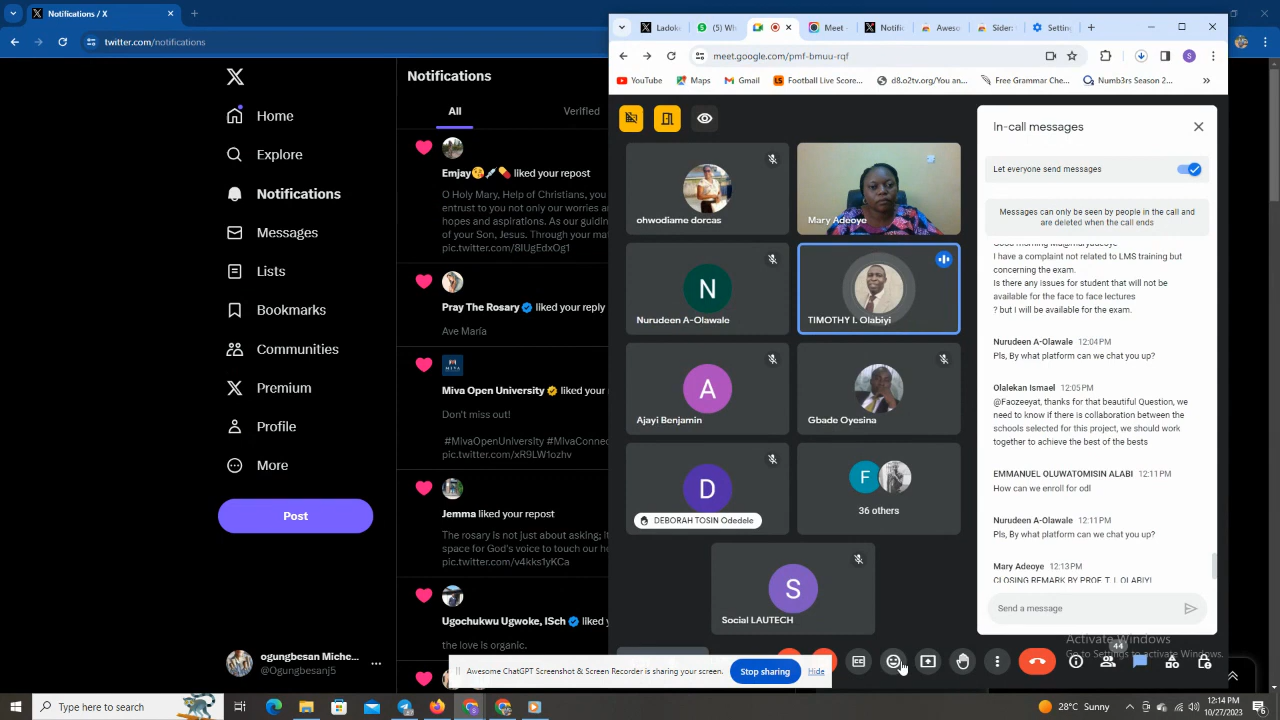 Notifications / X
twitter.com/notifications
Home
Explore
Notifications
Messages
Lists
Bookmarks
Communities
Premium
Profile
More
Post
ogungbesan Miche...
@Ogungbesanj5
Notifications
All
Verified
Emjay😘💉💊 liked your repost
O Holy Mary, Help of Christians, you
entrust to you not only our worries a
hopes and aspirations. As our guidin
of your Son, Jesus. Through your ma
pic.twitter.com/8IUgEdxOg1
Pray The Rosary liked your reply
Ave María
Miva Open University liked your
Don't miss out!
#MivaOpenUniversity #MivaConnec
pic.twitter.com/xR9LW1ozhv
Jemma liked your repost
The rosary is not just about asking; it
space for God's voice to touch our he
pic.twitter.com/v4kks1yKCa
Ugochukwu Ugwoke, ISch liked y
the love is organic.
Ladok
(5) Wh
Meet -
Notific
Aweso
Sider:
Setting
meet.google.com/pmf-bmuu-rqf
YouTube
Maps
Gmail
Football Live Score...
d8.o2tv.org/You an...
Free Grammar Che...
Numb3rs Season 2...
ohwodiame dorcas
Mary Adeoye
N
Nurudeen A-Olawale
TIMOTHY I. Olabiyi
A
Ajayi Benjamin
Gbade Oyesina
D
DEBORAH TOSIN Odedele
F
36 others
S
Social LAUTECH
In-call messages
Let everyone send messages
Messages can only be seen by people in the call and
are deleted when the call ends
I have a complaint not related to LMS training but
concerning the exam.
Is there any issues for student that will not be
available for the face to face lectures
? but I will be available for the exam.
Nurudeen A-Olawale 12:04 PM
Pls, By what platform can we chat you up?
Olalekan Ismael 12:05 PM
@Faozeeyat, thanks for that beautiful Question, we
need to know if there is collaboration between the
schools selected for this project, we should work
together to achieve the best of the bests
EMMANUEL OLUWATOMISIN ALABI 12:11 PM
How can we enroll for odl
Nurudeen A-Olawale 12:11 PM
Pls, By what platform can we chat you up?
Mary Adeoye 12:13 PM
CLOSING REMARK BY PROF. T. I. OLABIYI
Send a message
Activate Windows
Go to Settings to activate Windows.
44
Awesome ChatGPT Screenshot & Screen Recorder is sharing your screen.
Stop sharing
Hide
Type here to search
28°C Sunny
12:14 PM
10/27/2023
6